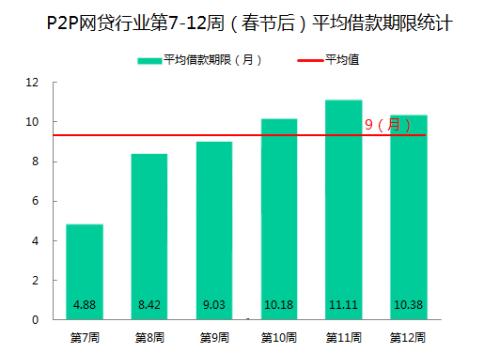 P2P网贷行业第7-12周（春节后）平均借款期限统计
平均借款期限（月） 平均值
12
10
8
6
4
2
0
9（月）
4.88 8.42 9.03 10.18 11.11 10.38
第7周 第8周 第9周 第10周 第11周 第12周